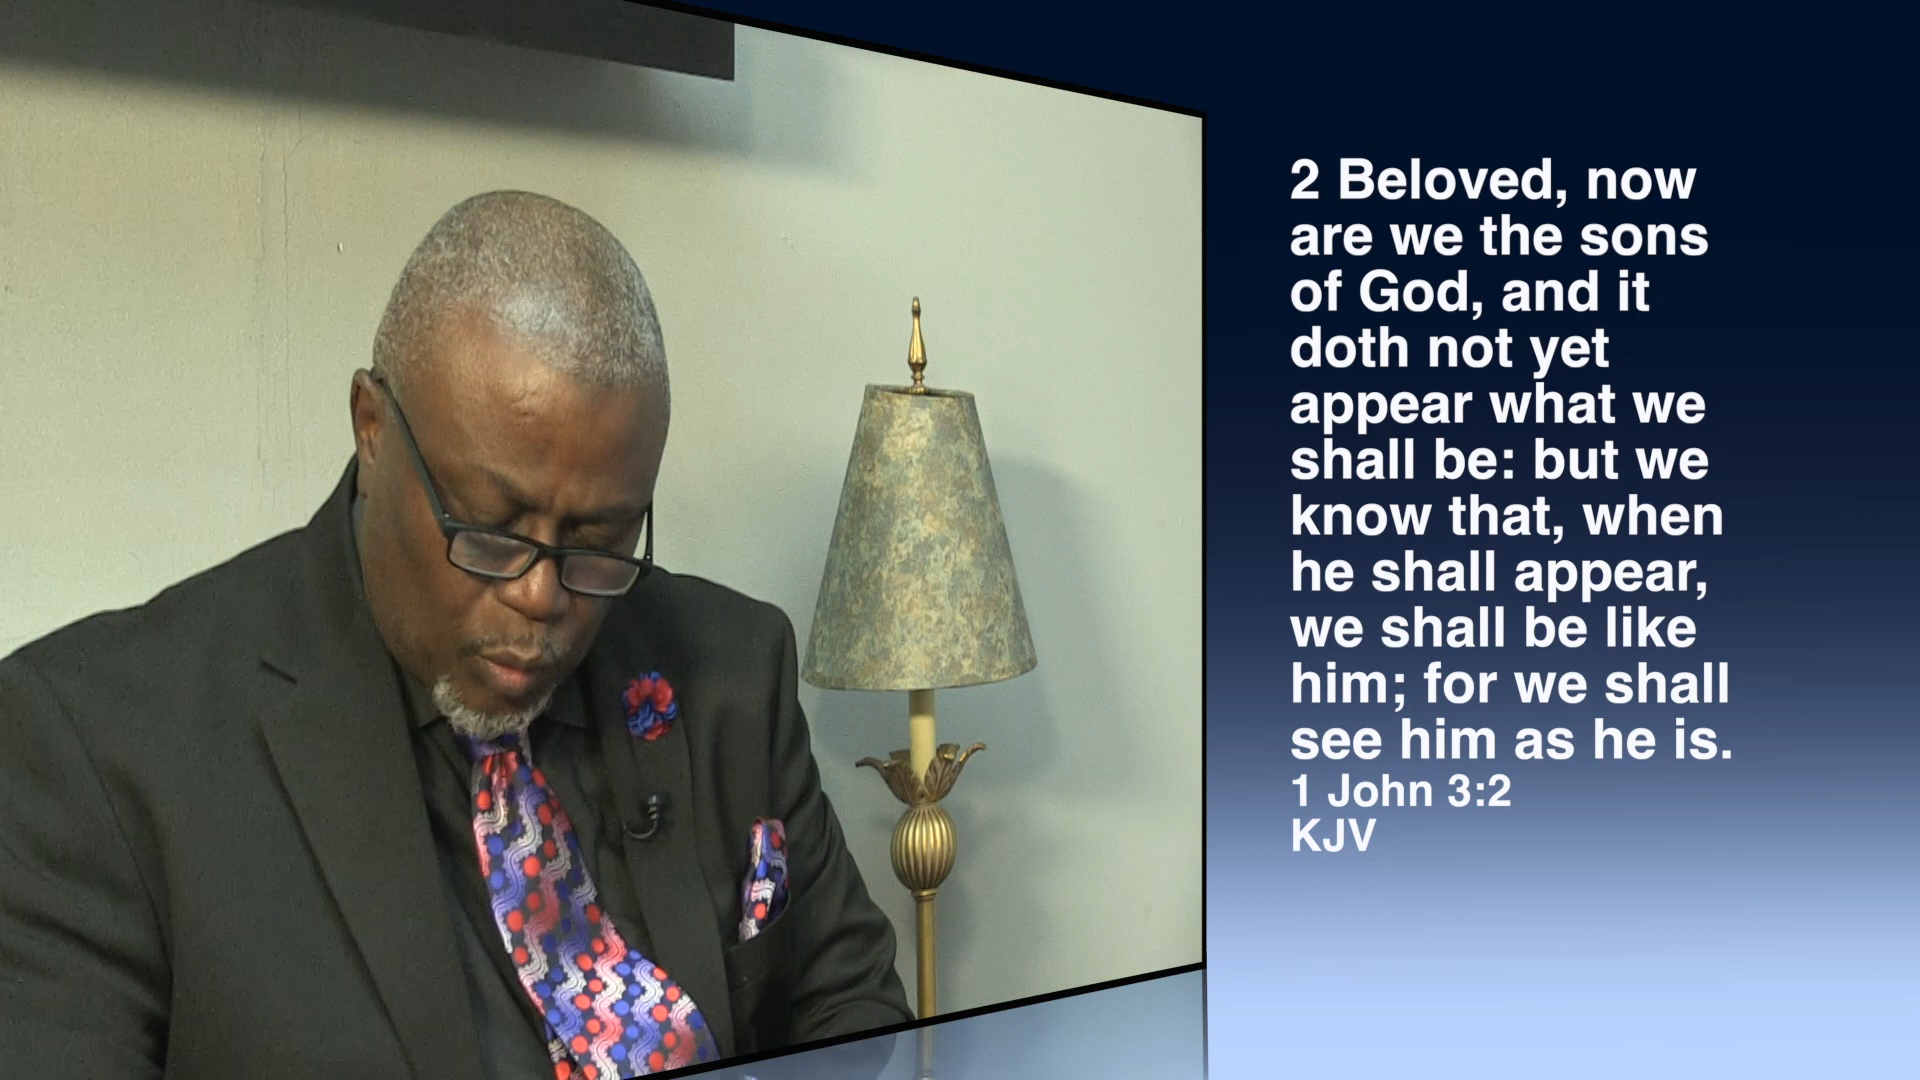 2 Beloved, now
are we the sons
of God, and it
doth not yet
appear what we
shall be: but we
know that, when
he shall appear,
we shall be like
him; for we shall
see him as he is.
1 John 3:2
KJV